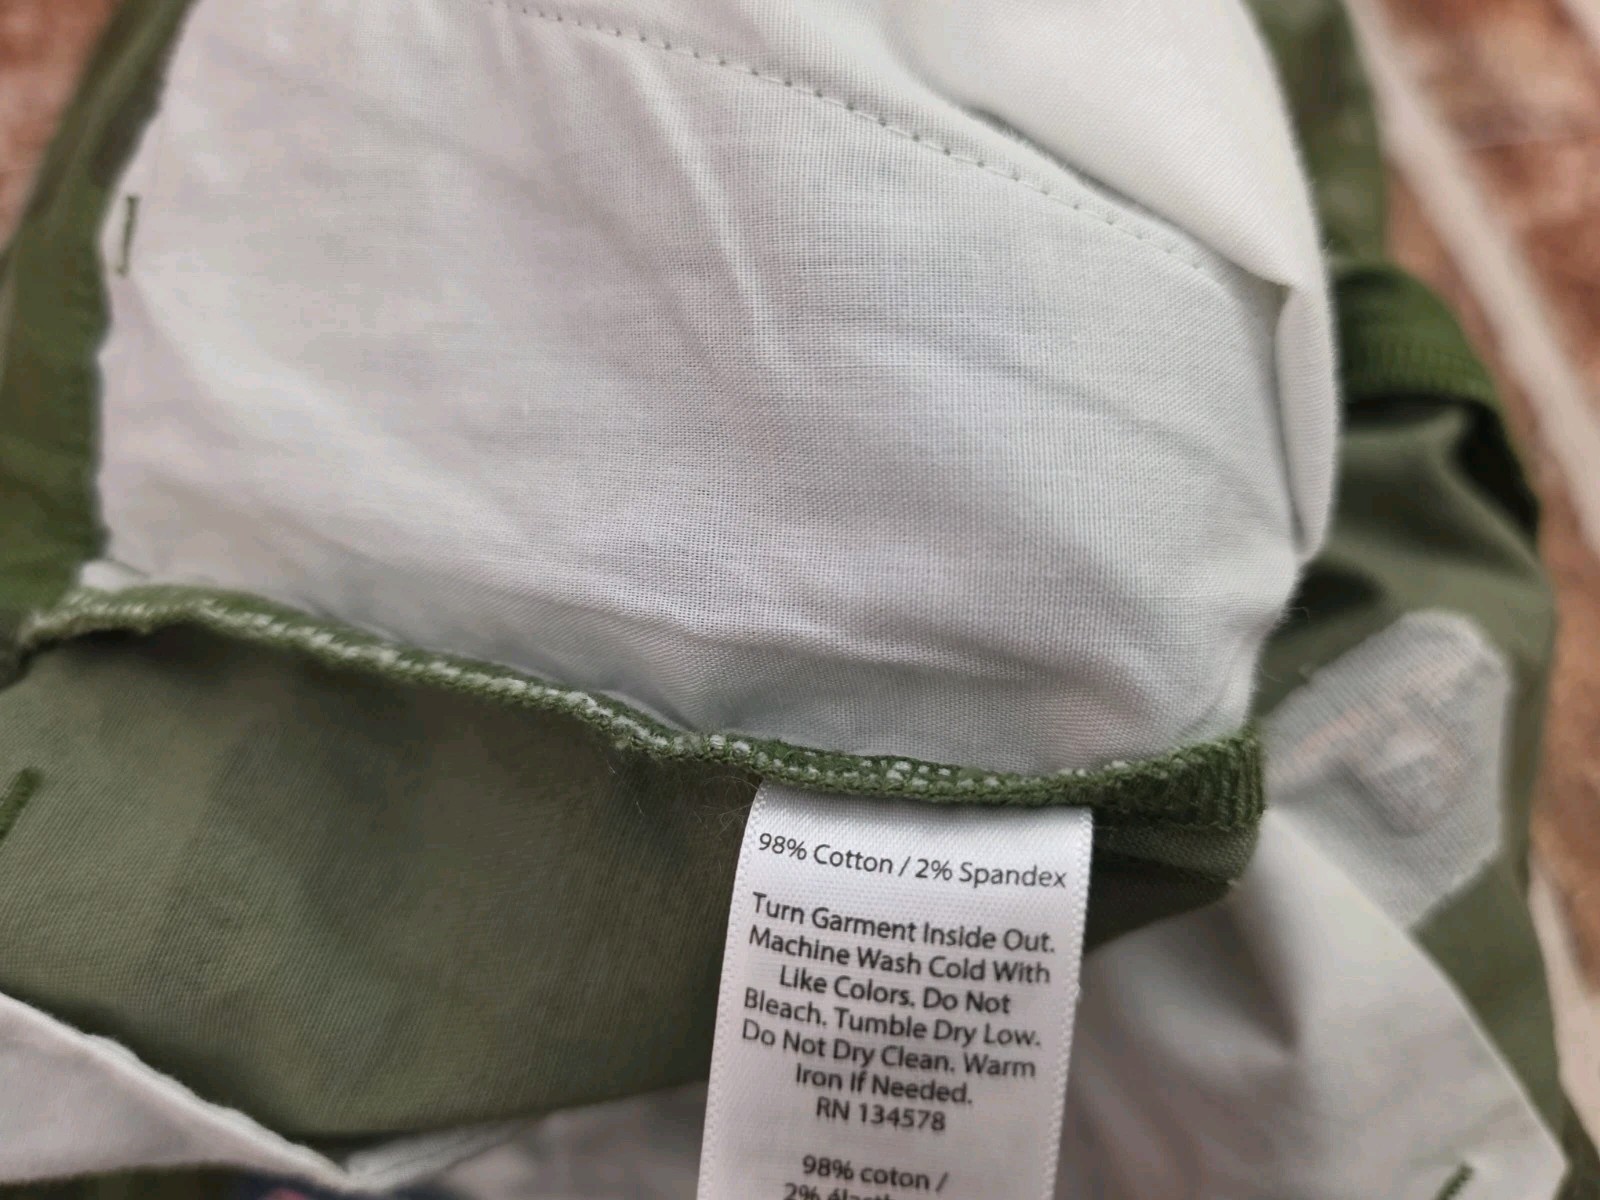 98% Cotton / 2% Spandex
Turn Garment Inside Out.
Machine Wash Cold With
Like Colors. Do Not
Bleach. Tumble Dry Low.
Do Not Dry Clean. Warm
Iron If Needed.
RN 134578
98% coton /
2%